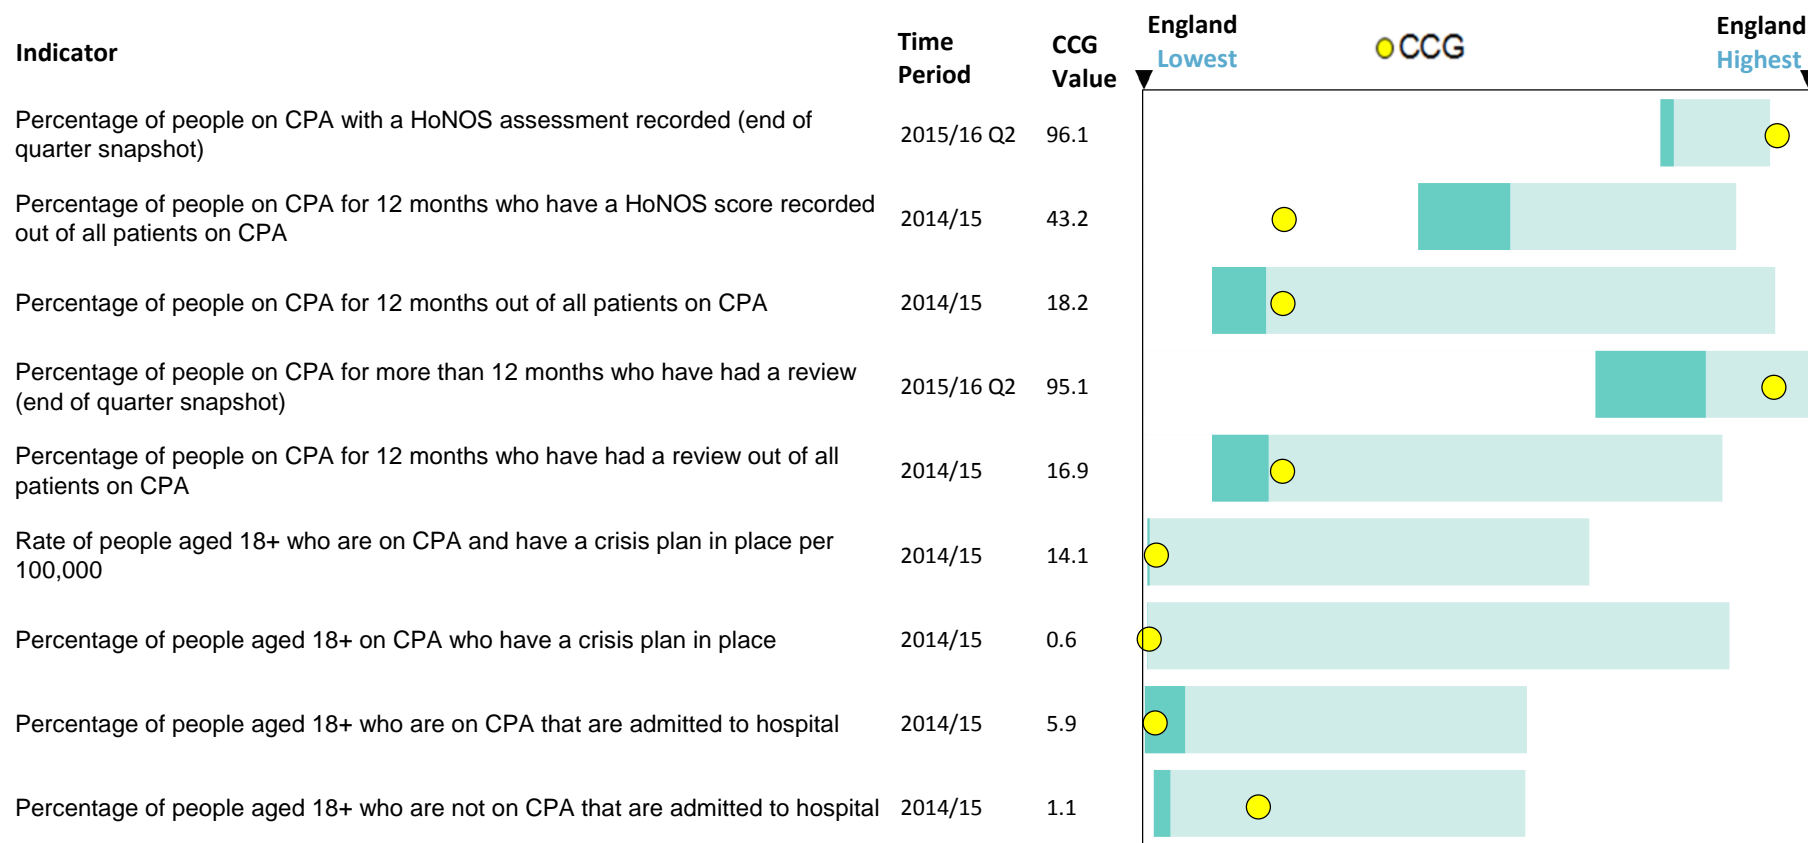 Indicator
Time Period
CCG Value
England Lowest
CCG
England Highest
Percentage of people on CPA with a HoNOS assessment recorded (end of
quarter snapshot)
2015/16 Q2
96.1
Percentage of people on CPA for 12 months who have a HoNOS score recorded
out of all patients on CPA
2014/15
43.2
Percentage of people on CPA for 12 months out of all patients on CPA
2014/15
18.2
Percentage of people on CPA for more than 12 months who have had a review
(end of quarter snapshot)
2015/16 Q2
95.1
Percentage of people on CPA for 12 months who have had a review out of all
patients on CPA
2014/15
16.9
Rate of people aged 18+ who are on CPA and have a crisis plan in place per
100,000
2014/15
14.1
Percentage of people aged 18+ on CPA who have a crisis plan in place
2014/15
0.6
Percentage of people aged 18+ who are on CPA that are admitted to hospital
2014/15
5.9
Percentage of people aged 18+ who are not on CPA that are admitted to hospital
2014/15
1.1